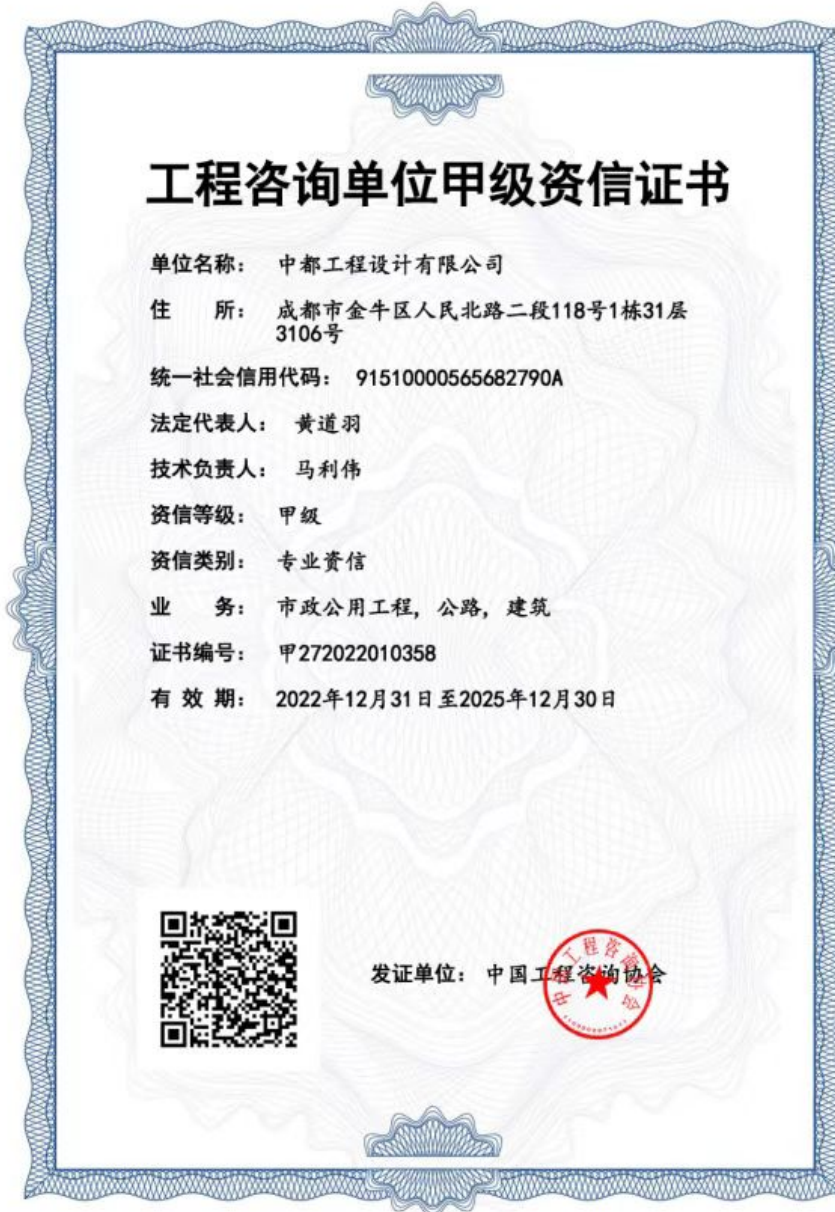 工程咨询单位甲级资信证书
单位名称： 中都工程设计有限公司
住　　所： 成都市金牛区人民北路二段118号1栋31层
3106号
统一社会信用代码： 91510000565682790A
法定代表人： 黄道羽
技术负责人： 马利伟
资信等级： 甲级
资信类别： 专业资信
业　　务： 市政公用工程，公路，建筑
证书编号： 甲272022010358
有 效 期： 2022年12月31日至2025年12月30日
发证单位： 中国工程咨询协会
中国工程咨询协会